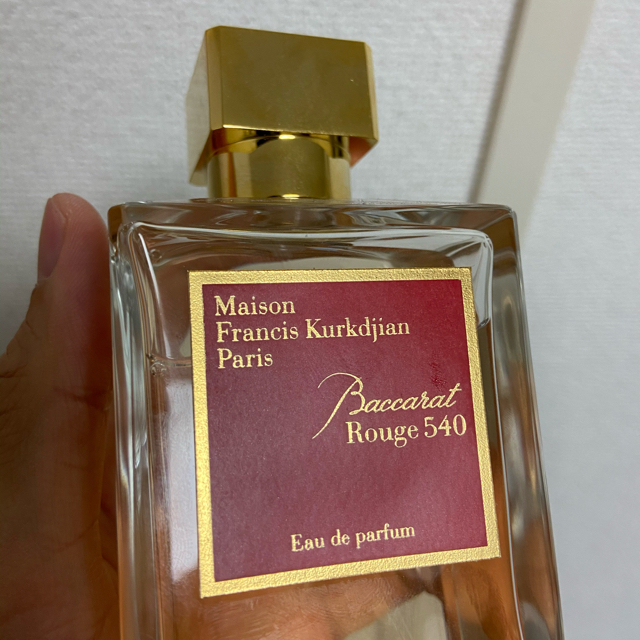 Maison
Francis Kurkdjian
Paris
Baccarat
Rouge 540
Eau de parfum